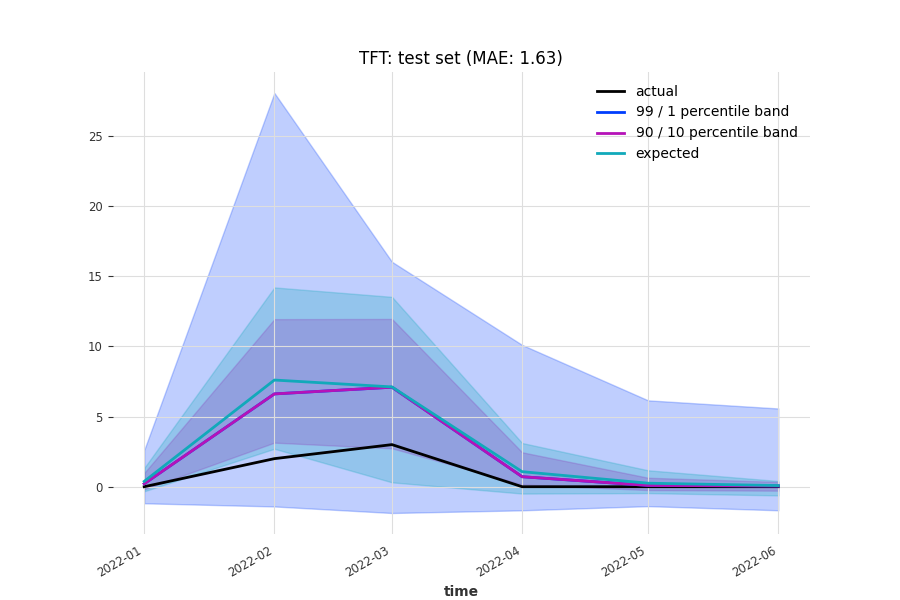 TFT: test set (MAE: 1.63)
actual
99 / 1 percentile band
90 / 10 percentile band
expected
25
20
15
10
5
0
2022-01
2022-02
2022-03
2022-04
2022-05
2022-06
time